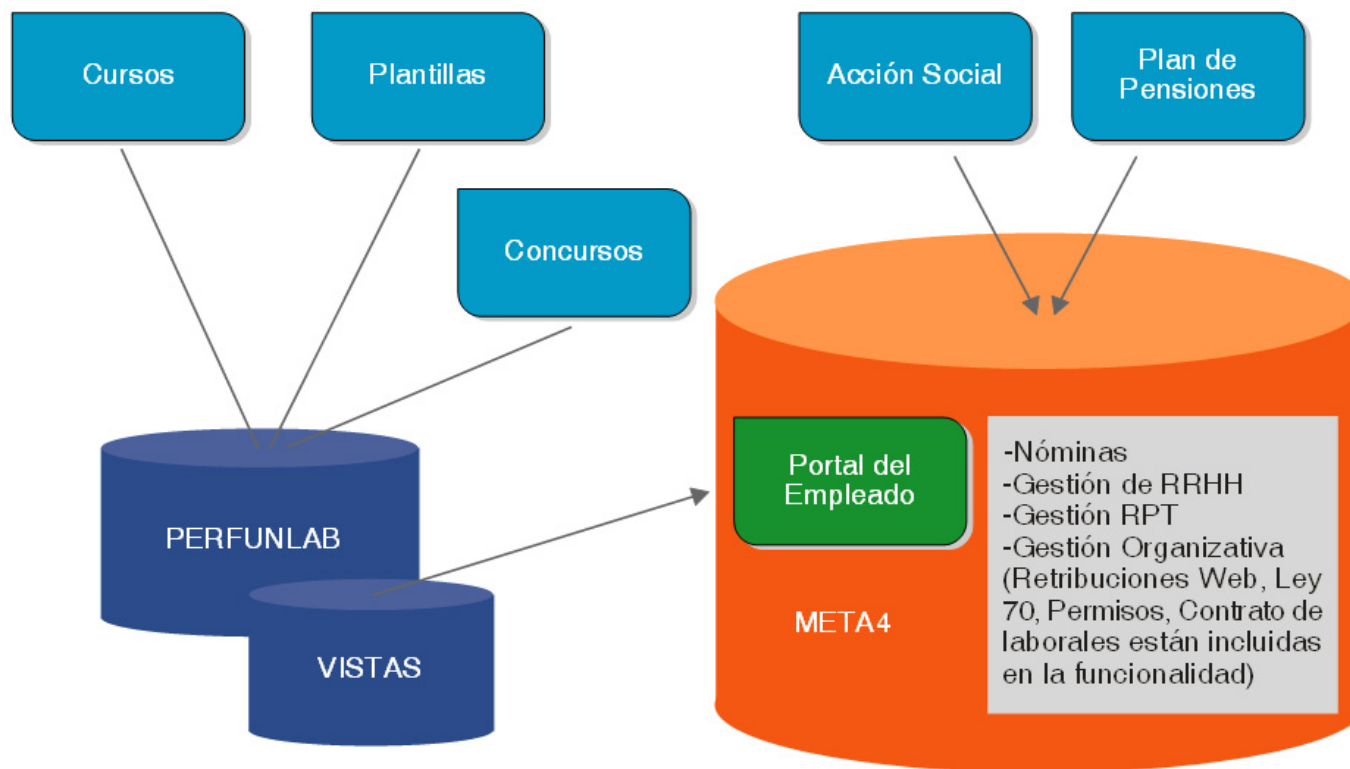 Cursos
Plantillas
Acción Social
Plan de
Pensiones
Concursos
PERFUNLAB
VISTAS
Portal del
Empleado
META4
-Nóminas
-Gestión de RRHH
-Gestión RPT
-Gestión Organizativa
(Retribuciones Web, Ley
70, Permisos, Contrato de
laborales están incluidas
en la funcionalidad)